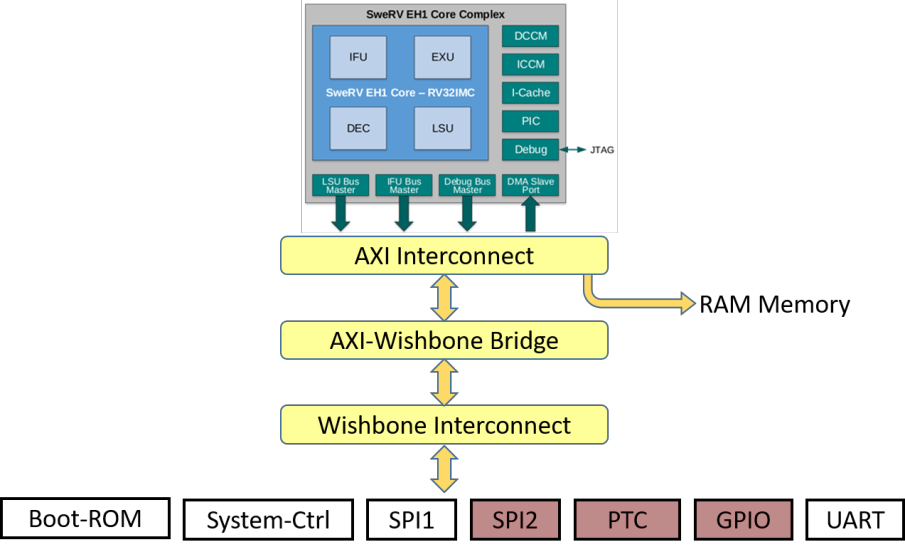 SweRV EH1 Core Complex
IFU
EXU
SweRV EH1 Core – RV32IMC
DEC
LSU
DCCM
ICCM
I-Cache
PIC
Debug
JTAG
LSU Bus
Master
IFU Bus
Master
Debug Bus
Master
DMA Slave
Port
AXI Interconnect
RAM Memory
AXI-Wishbone Bridge
Wishbone Interconnect
Boot-ROM
System-Ctrl
SPI1
SPI2
PTC
GPIO
UART